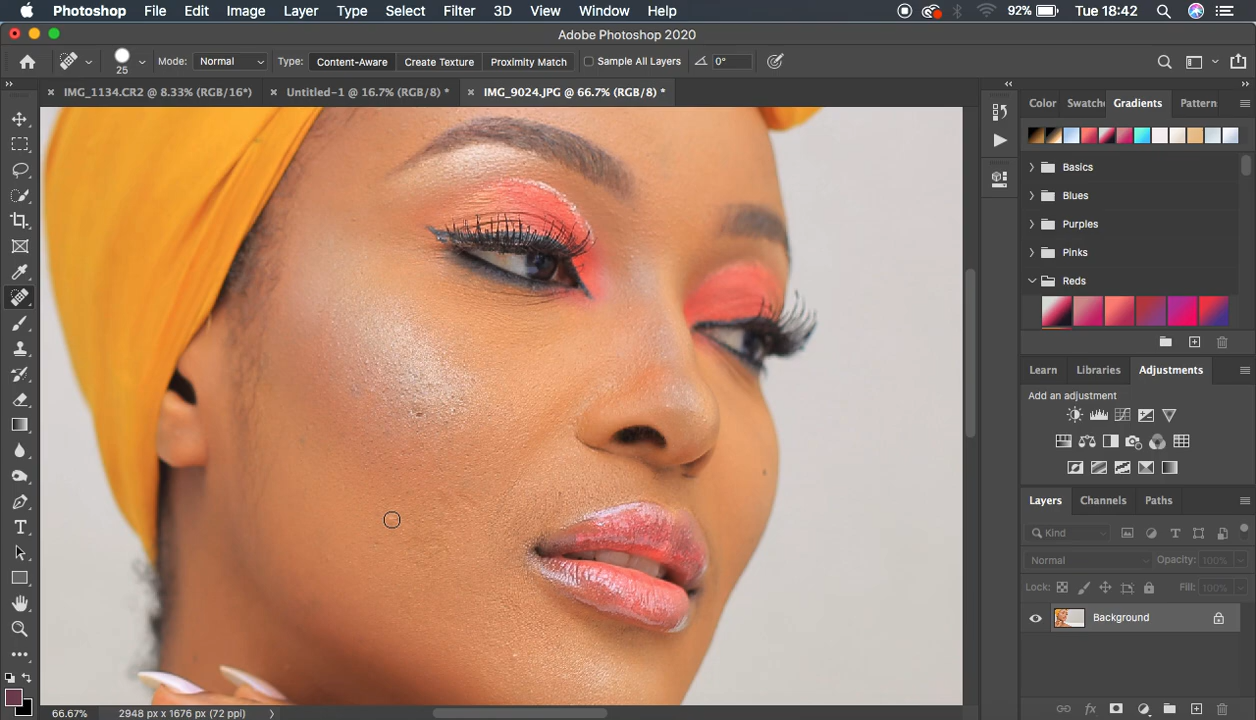 Photoshop File Edit Image Layer Type Select Filter 3D View Window Help 92% Tue 18:42
Adobe Photoshop 2020
25 Mode: Normal Type: Content-Aware Create Texture Proximity Match Sample All Layers 0°
IMG_1134.CR2 @ 8.33% (RGB/16*) Untitled-1 @ 16.7% (RGB/8) * IMG_9024.JPG @ 66.7% (RGB/8) *
Color Swatche Gradients Pattern
Basics
Blues
Purples
Pinks
Reds
Learn Libraries Adjustments
Add an adjustment
Layers Channels Paths
Kind
Normal Opacity: 100%
Lock: Fill: 100%
Background
fx
66.67% 2948 px x 1676 px (72 ppi)